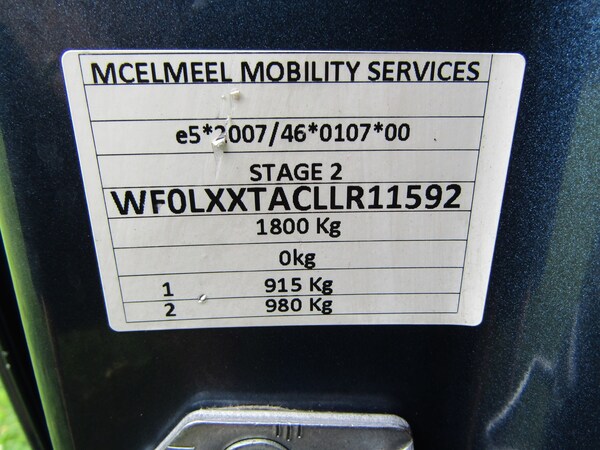 MCELMEEL MOBILITY SERVICES
e5*2007/46*0107*00
STAGE 2
WF0LXXTACLLR11592
1800 Kg
0kg
1 915 Kg
2 980 Kg